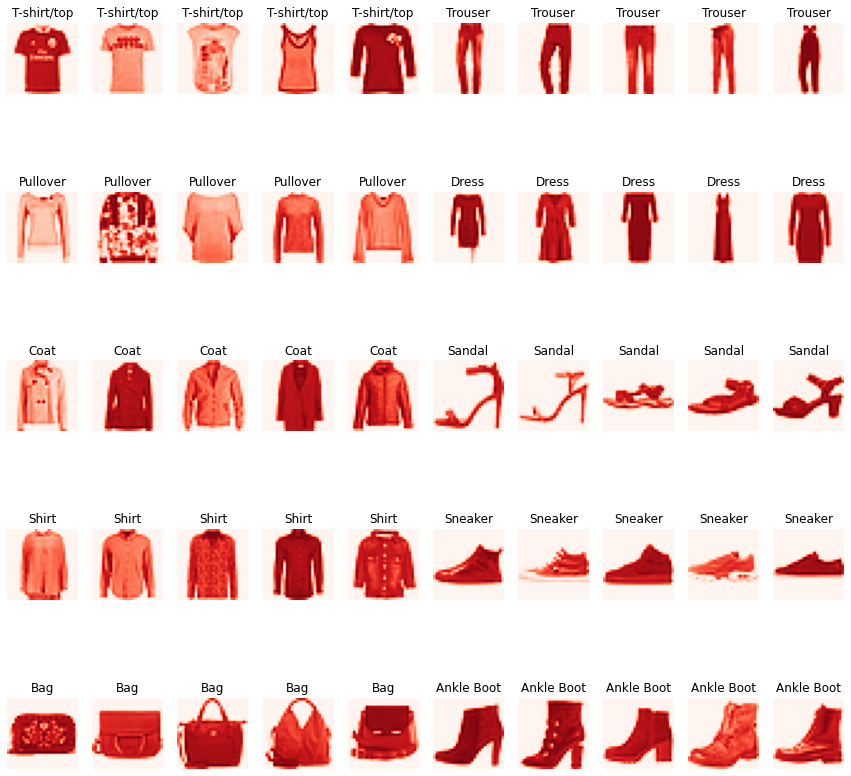 T-shirt/top T-shirt/top T-shirt/top T-shirt/top T-shirt/top Trouser Trouser Trouser Trouser Trouser
Pullover Pullover Pullover Pullover Pullover Dress Dress Dress Dress Dress
Coat Coat Coat Coat Coat Sandal Sandal Sandal Sandal Sandal
Shirt Shirt Shirt Shirt Shirt Sneaker Sneaker Sneaker Sneaker Sneaker
Bag Bag Bag Bag Bag Ankle Boot Ankle Boot Ankle Boot Ankle Boot Ankle Boot